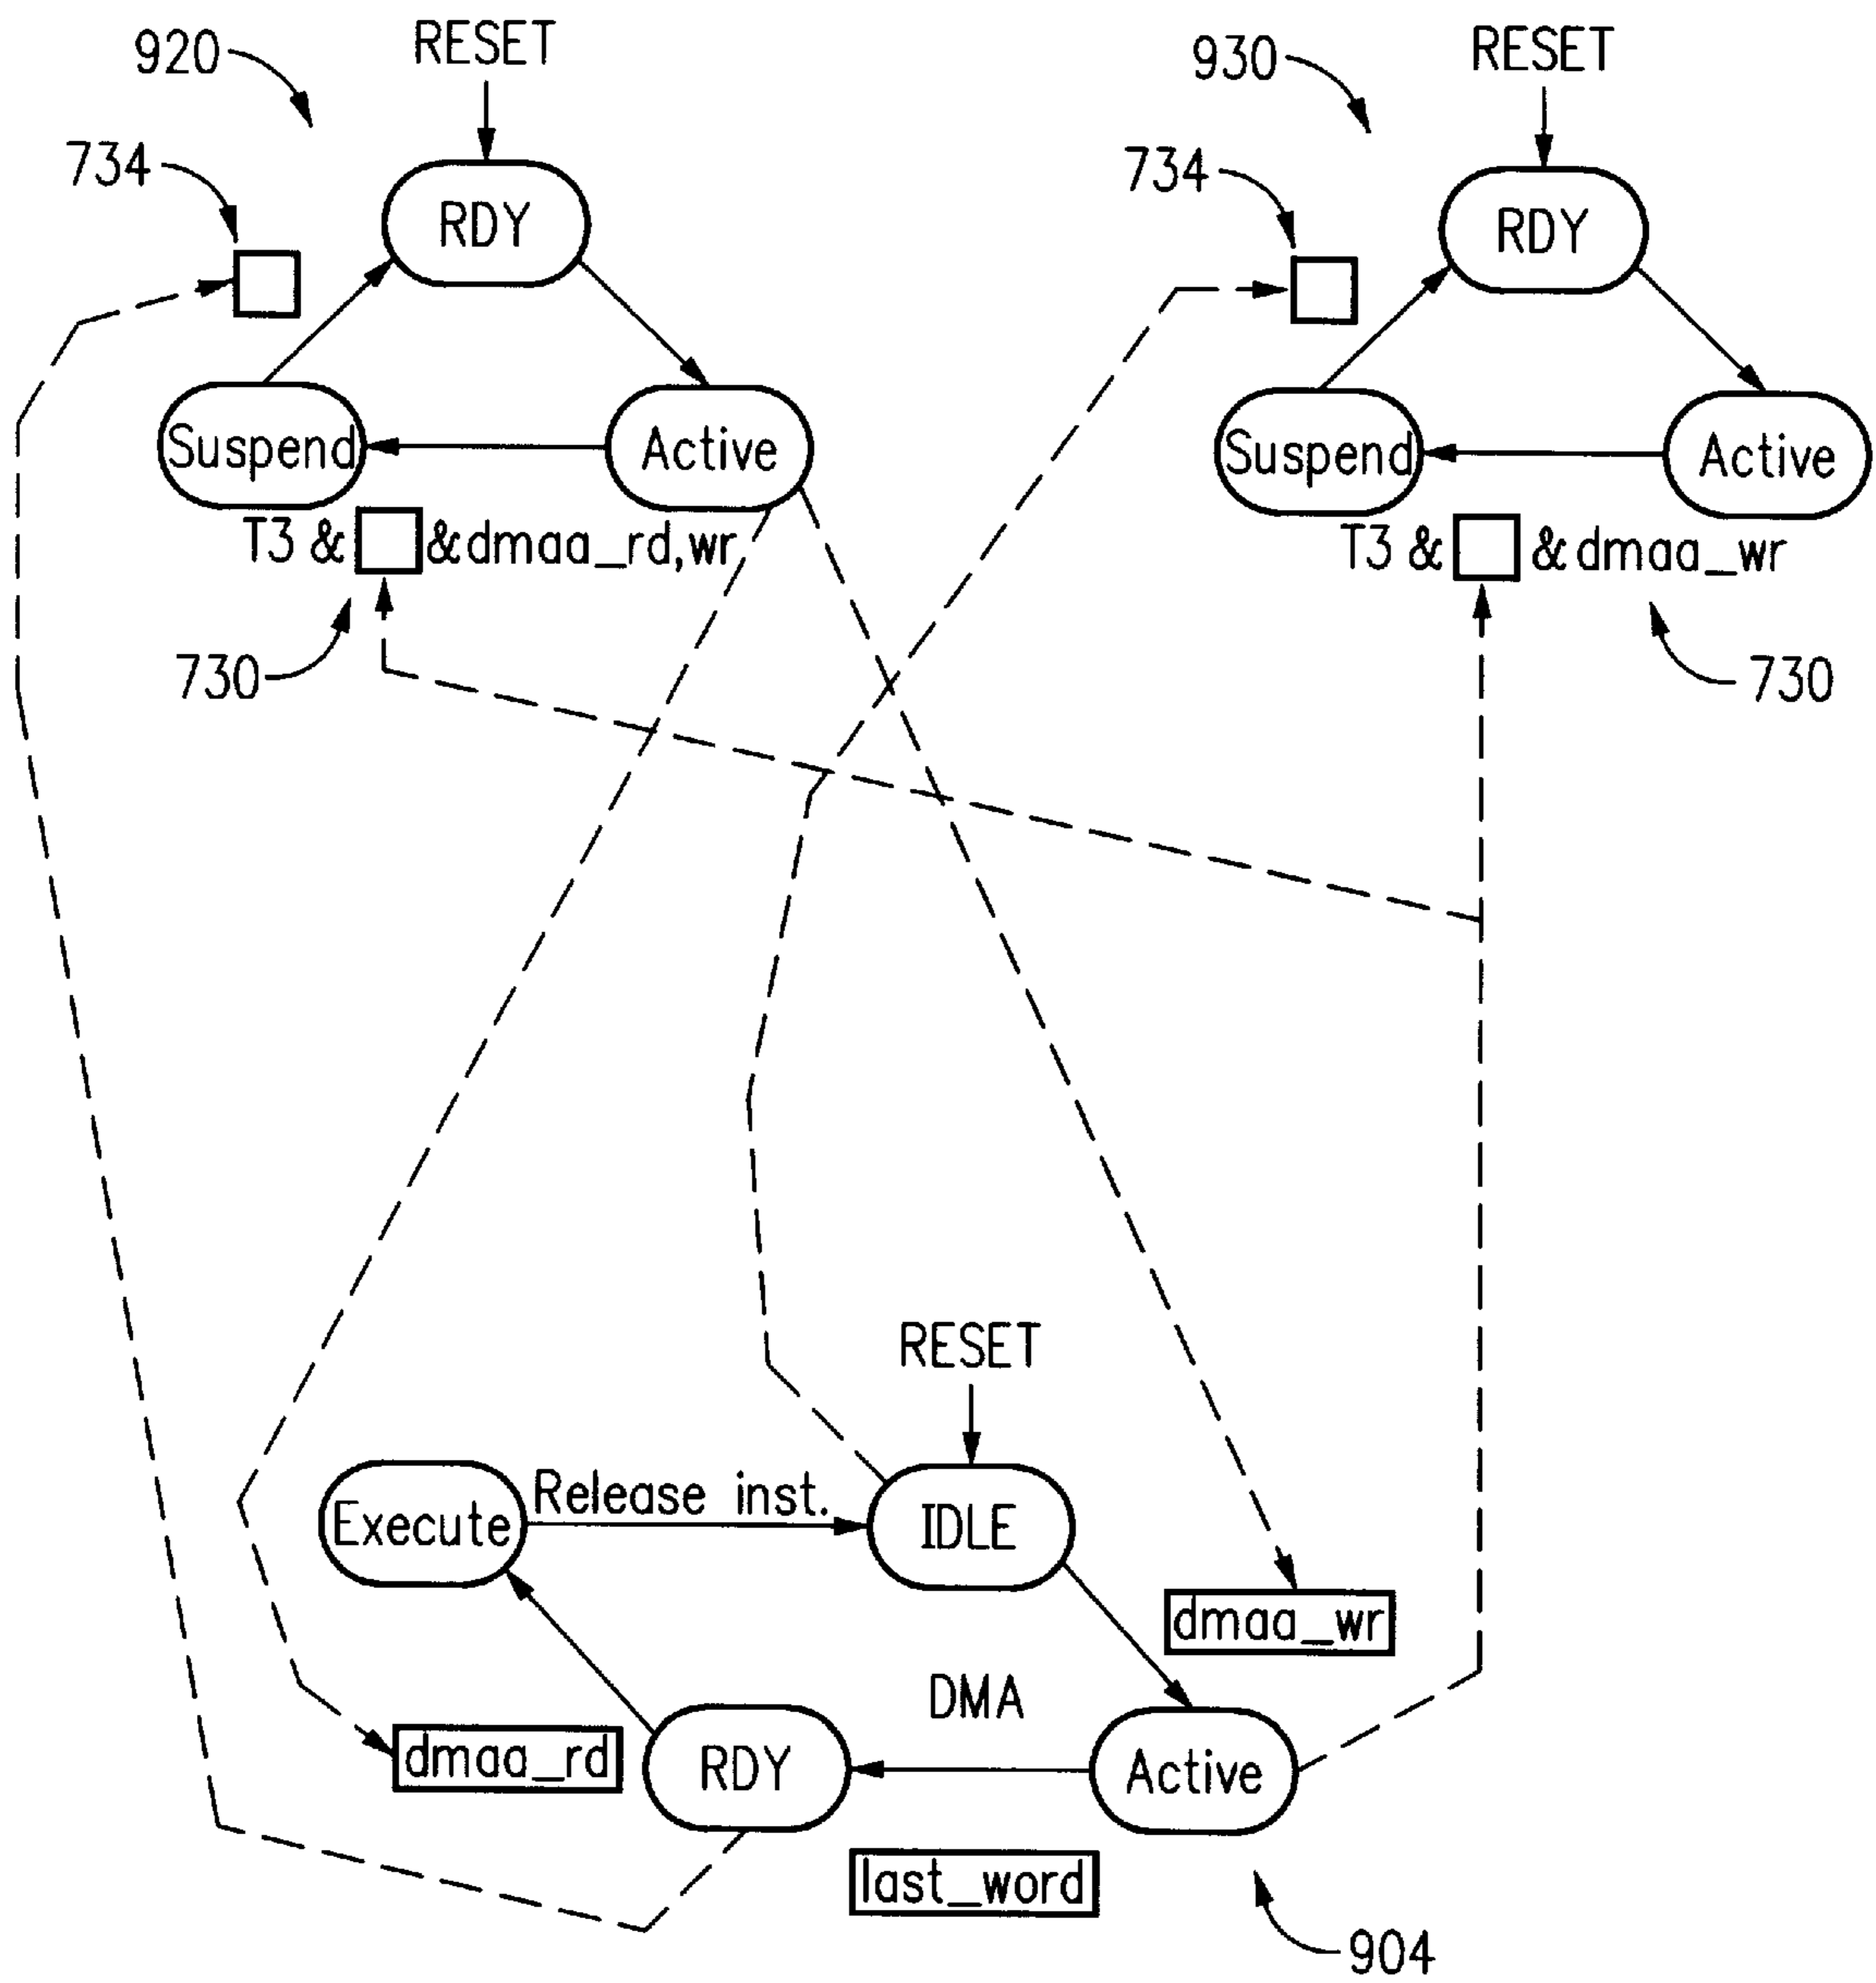 920
RESET
930
RESET
734
734
RDY
RDY
Suspend
Active
Suspend
Active
T3 & &dmaa_rd,wr
T3 & & dmaa_wr
730
730
RESET
Execute
Release inst.
IDLE
dmaa_wr
DMA
dmaa_rd
RDY
Active
last_word
904